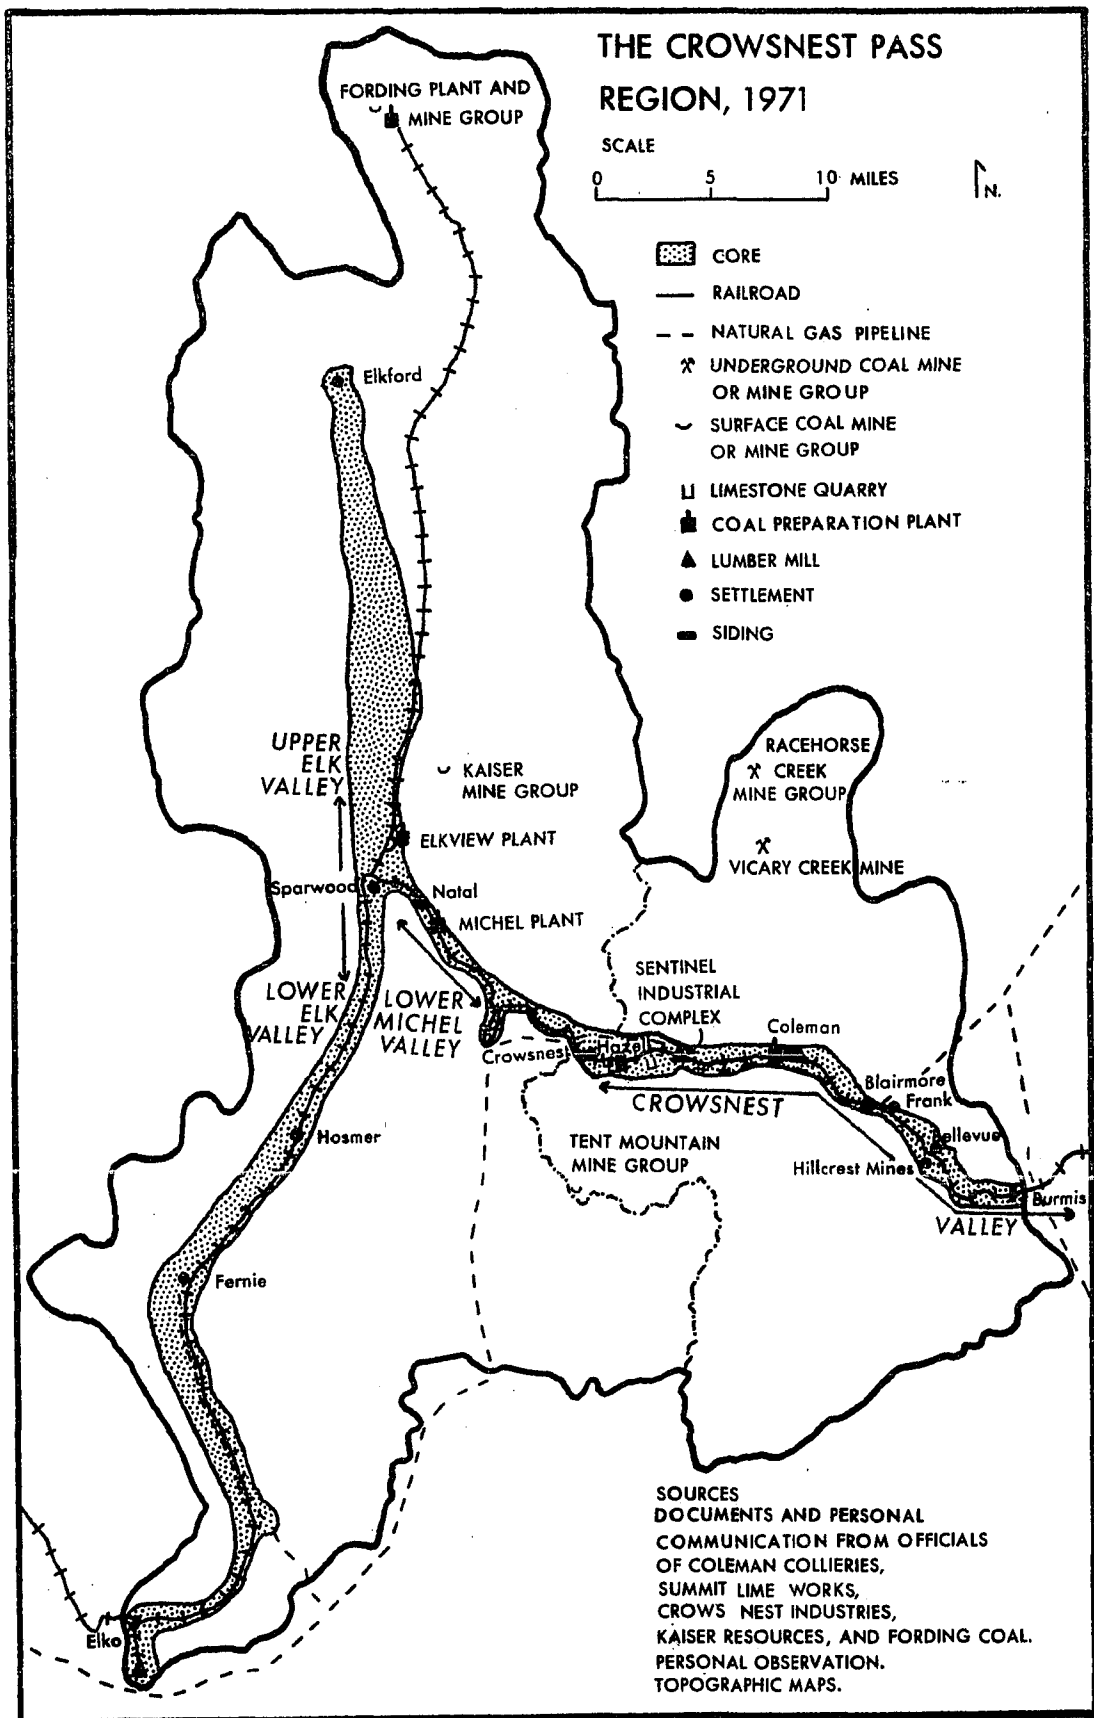 THE CROWSNEST PASS
REGION, 1971
SCALE
0 5 10 MILES
N.
CORE
RAILROAD
NATURAL GAS PIPELINE
UNDERGROUND COAL MINE
OR MINE GROUP
SURFACE COAL MINE
OR MINE GROUP
LIMESTONE QUARRY
COAL PREPARATION PLANT
LUMBER MILL
SETTLEMENT
SIDING
FORDING PLANT AND
MINE GROUP
Elkford
UPPER
ELK
VALLEY
KAISER
MINE GROUP
RACEHORSE
CREEK
MINE GROUP
ELKVIEW PLANT
VICARY CREEK MINE
Sparwood
Natal
MICHEL PLANT
LOWER
ELK
VALLEY
LOWER
MICHEL
VALLEY
SENTINEL
INDUSTRIAL
COMPLEX
Coleman
Crowsnest
Hazell
Blairmore
Frank
CROWSNEST
Bellevue
Hosmer
TENT MOUNTAIN
MINE GROUP
Hillcrest Mines
Burmis
VALLEY
Fernie
Elko
SOURCES
DOCUMENTS AND PERSONAL
COMMUNICATION FROM OFFICIALS
OF COLEMAN COLLIERIES,
SUMMIT LIME WORKS,
CROWS NEST INDUSTRIES,
KAISER RESOURCES, AND FORDING COAL.
PERSONAL OBSERVATION.
TOPOGRAPHIC MAPS.